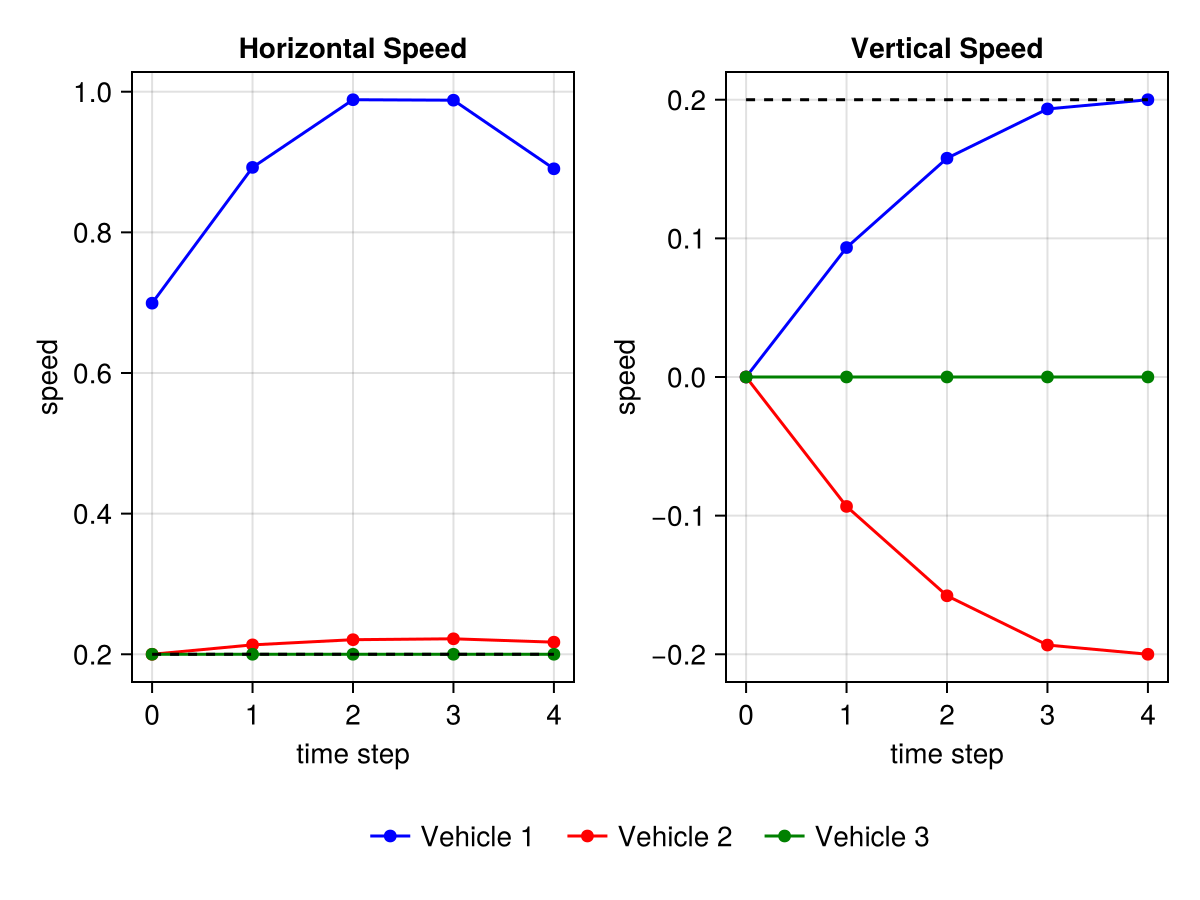 Horizontal Speed
1.0
0.8
0.6
0.4
0.2
speed
0 1 2 3 4
time step
Vertical Speed
0.2
0.1
0.0
−0.1
−0.2
speed
0 1 2 3 4
time step
Vehicle 1 Vehicle 2 Vehicle 3